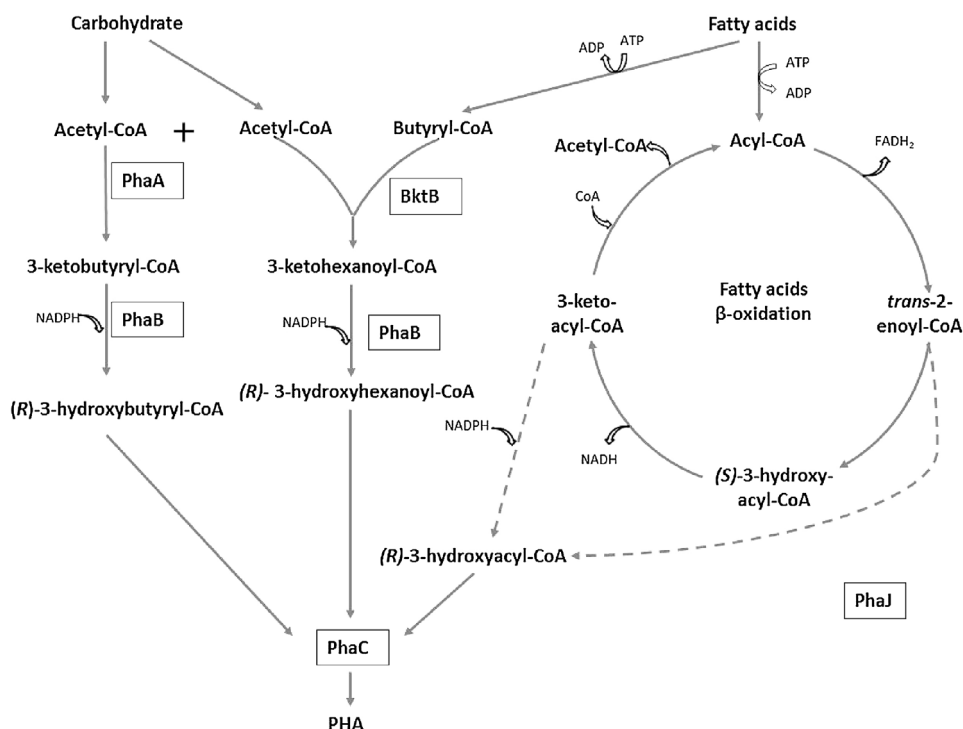 Carbohydrate
Fatty acids
ADP
ATP
ATP
ADP
Acetyl-CoA
+
Acetyl-CoA
Butyryl-CoA
Acetyl-CoA
Acyl-CoA
FADH₂
PhaA
BktB
CoA
3-ketobutyryl-CoA
3-ketohexanoyl-CoA
3-keto-
acyl-CoA
Fatty acids
β-oxidation
trans-2-
enoyl-CoA
NADPH
PhaB
NADPH
PhaB
(R)-3-hydroxybutyryl-CoA
(R)- 3-hydroxyhexanoyl-CoA
NADPH
NADH
(S)-3-hydroxy-
acyl-CoA
(R)-3-hydroxyacyl-CoA
PhaJ
PhaC
PHA